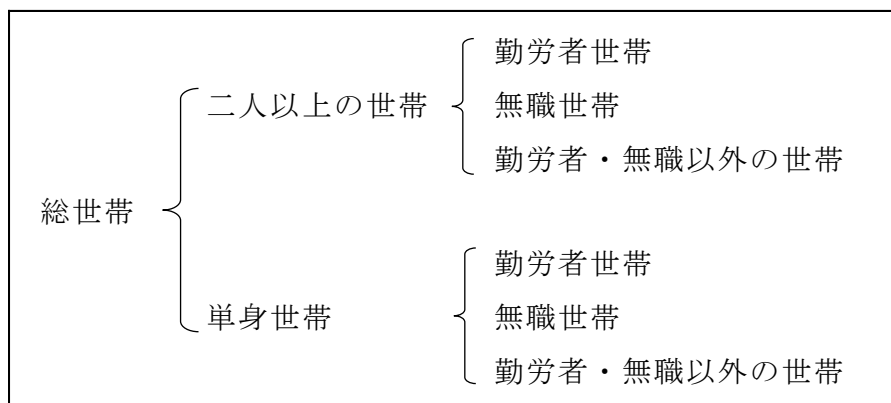 総世帯
二人以上の世帯
勤労者世帯
無職世帯
勤労者・無職以外の世帯
単身世帯
勤労者世帯
無職世帯
勤労者・無職以外の世帯